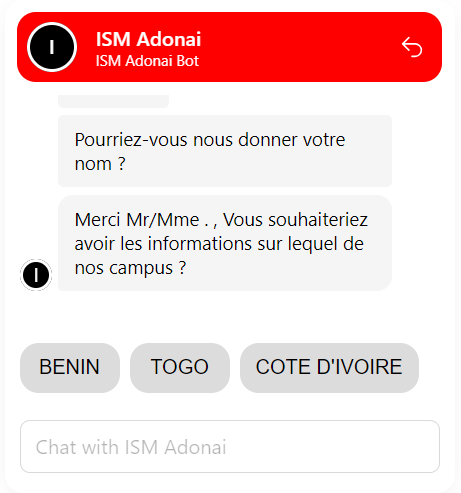 I
ISM Adonai
ISM Adonai Bot
Pourriez-vous nous donner votre
nom ?
Merci Mr/Mme . , Vous souhaiteriez
avoir les informations sur lequel de
nos campus ?
I
BENIN
TOGO
COTE D'IVOIRE
Chat with ISM Adonai